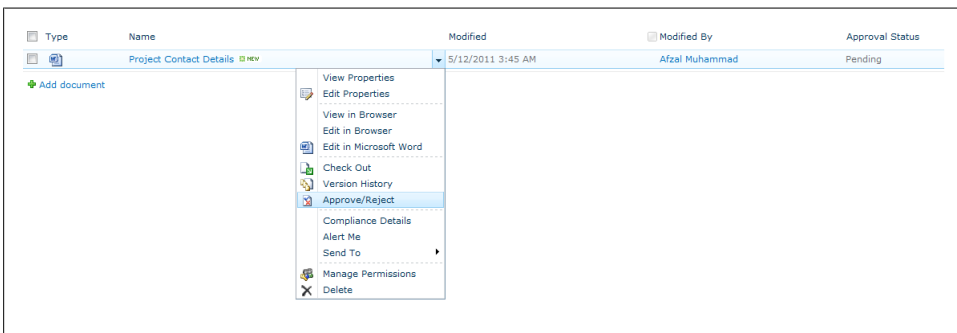 Type Name Modified Modified By Approval Status
Project Contact Details NEW 5/12/2011 3:45 AM Afzal Muhammad Pending
Add document
View Properties
Edit Properties
View in Browser
Edit in Browser
Edit in Microsoft Word
Check Out
Version History
Approve/Reject
Compliance Details
Alert Me
Send To
Manage Permissions
Delete